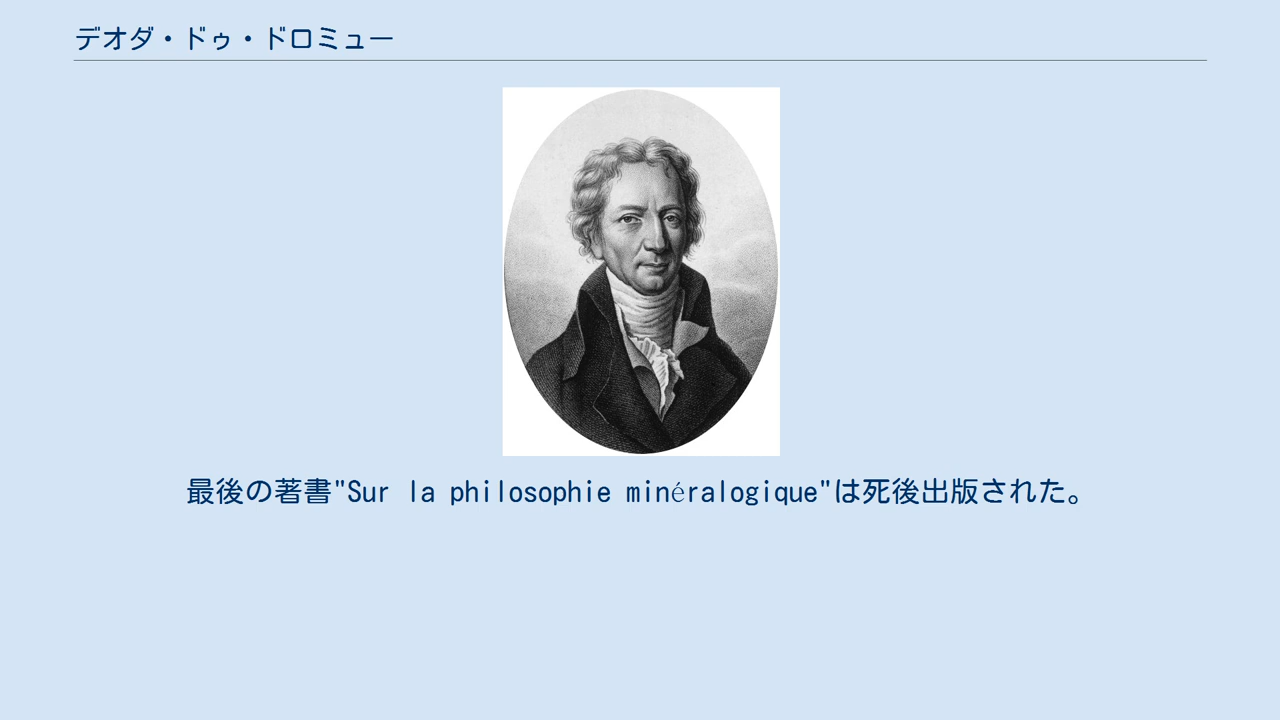 デオダ・ドゥ・ドロミュー
最後の著書"Sur la philosophie minéralogique"は死後出版された。